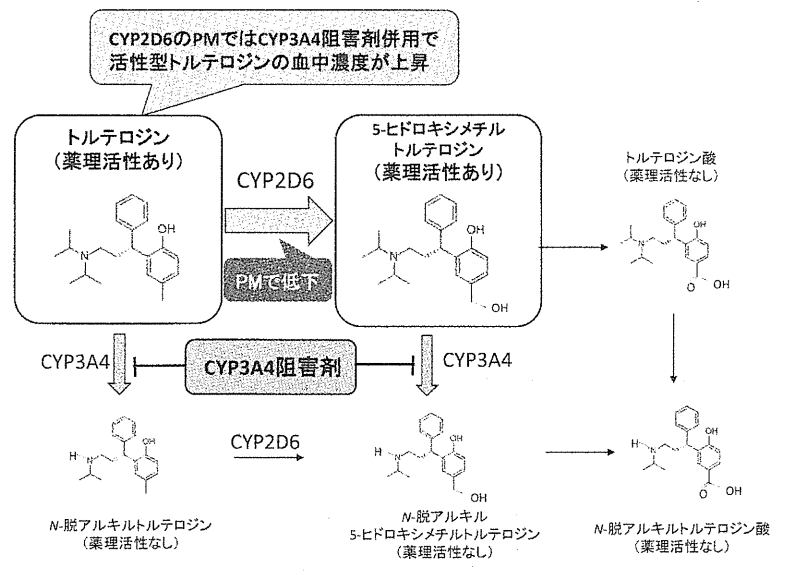 CYP2D6のPMではCYP3A4阻害剤併用で
活性型トルテロジンの血中濃度が上昇
トルテロジン
（薬理活性あり）
CYP2D6
PMで低下
5-ヒドロキシメチル
トルテロジン
（薬理活性あり）
トルテロジン酸
（薬理活性なし）
OH
N
OH
N
OH
OH
N
O
OH
CYP3A4
CYP3A4阻害剤
CYP3A4
H
N
OH
CYP2D6
H
N
OH
OH
H
N
OH
O
OH
N-脱アルキルトルテロジン
（薬理活性なし）
N-脱アルキル
5-ヒドロキシメチルトルテロジン
（薬理活性なし）
N-脱アルキルトルテロジン酸
（薬理活性なし）